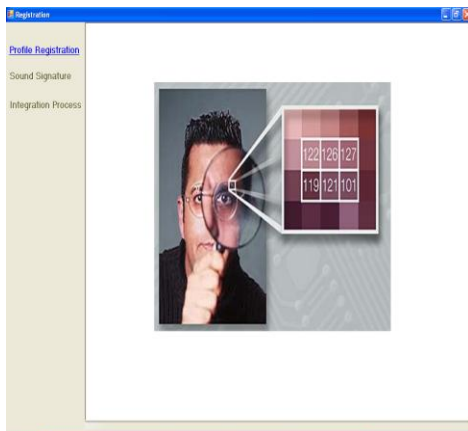 Registration
Profile Registration
Sound Signature
Integration Process
122 126 127
119 121 101